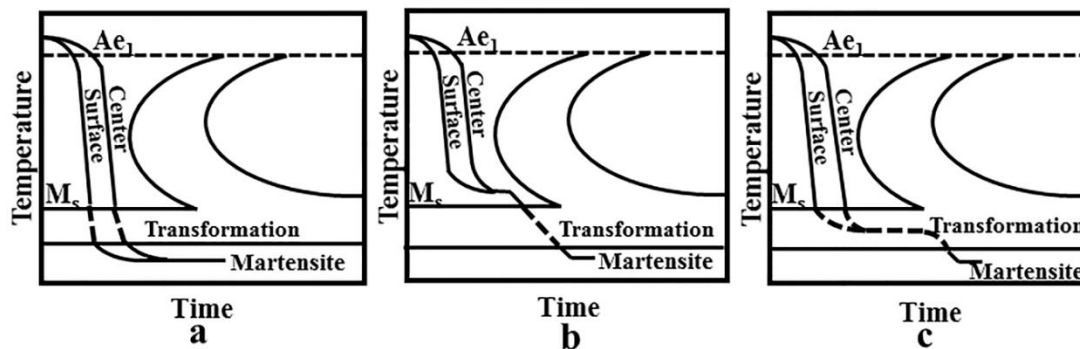 Ae₁
Temperature
Surface
Center
Mₛ
Transformation
Martensite
Time
a
Ae₁
Temperature
Surface
Center
Mₛ
Transformation
Martensite
Time
b
Ae₁
Temperature
Surface
Center
Mₛ
Transformation
Martensite
Time
c